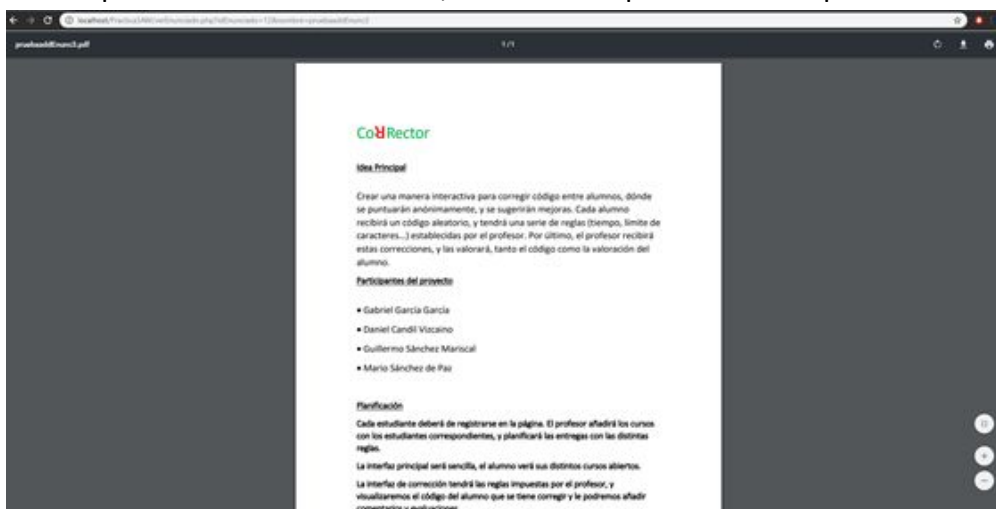 pruebaaddEnunc3.pdf
1/1
CoRRector
Idea Principal
Crear una manera interactiva para corregir código entre alumnos, dónde
se puntuarán anónimamente, y se sugerirán mejoras. Cada alumno
recibirá un código aleatorio, y tendrá una serie de reglas (tiempo, límite de
caracteres...) establecidas por el profesor. Por último, el profesor recibirá
estas correcciones, y las valorará, tanto el código como la valoración del
alumno.
Participantes del proyecto
• Gabriel García García
• Daniel Candil Vizcaino
• Guillermo Sánchez Mariscal
• Mario Sánchez de Paz
Planificación
Cada estudiante deberá de registrarse en la página. El profesor añadirá los cursos
con los estudiantes correspondientes, y planificará las entregas con las distintas
reglas.
La interfaz principal será sencilla, el alumno verá sus distintos cursos abiertos.
La interfaz de corrección tendrá las reglas impuestas por el profesor, y
visualizaremos el código del alumno que se tiene corregir y le podremos añadir
comentarios y evaluaciones.